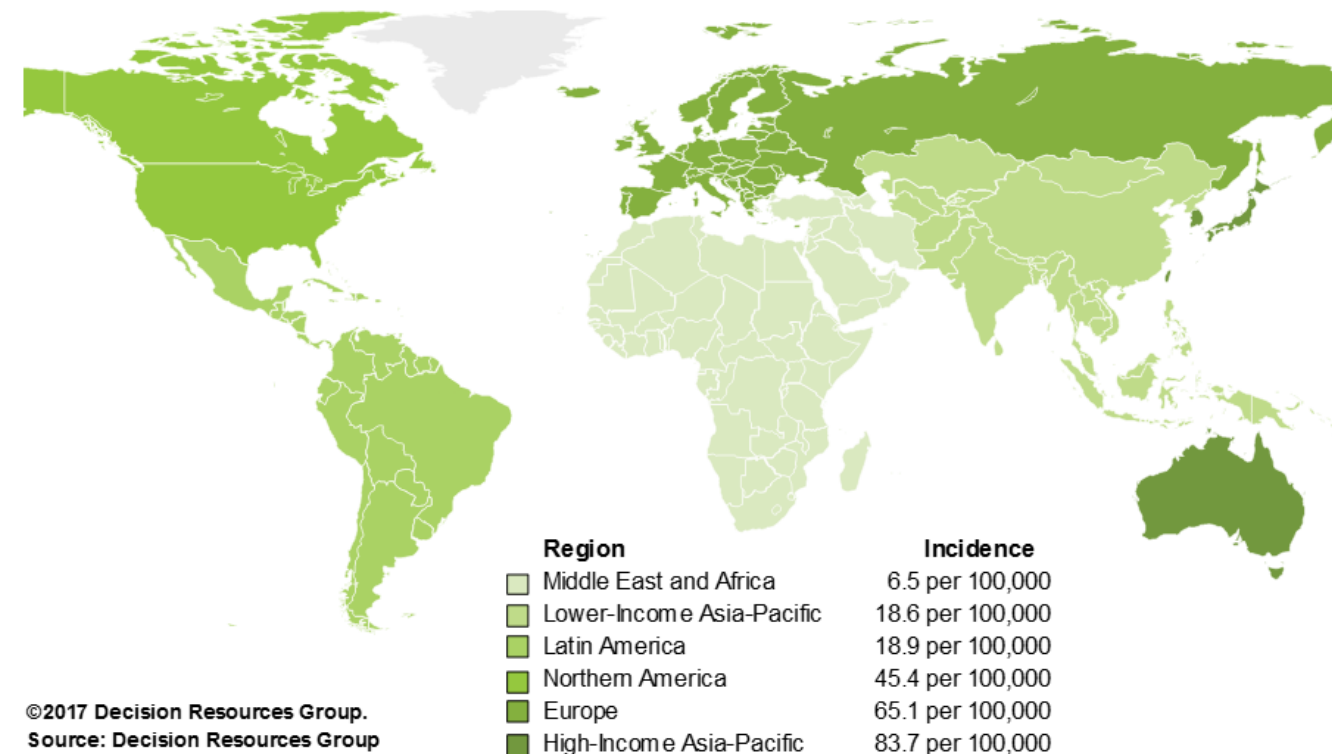 Region Incidence
Middle East and Africa 6.5 per 100,000
Lower-Income Asia-Pacific 18.6 per 100,000
Latin America 18.9 per 100,000
Northern America 45.4 per 100,000
Europe 65.1 per 100,000
High-Income Asia-Pacific 83.7 per 100,000
©2017 Decision Resources Group.
Source: Decision Resources Group